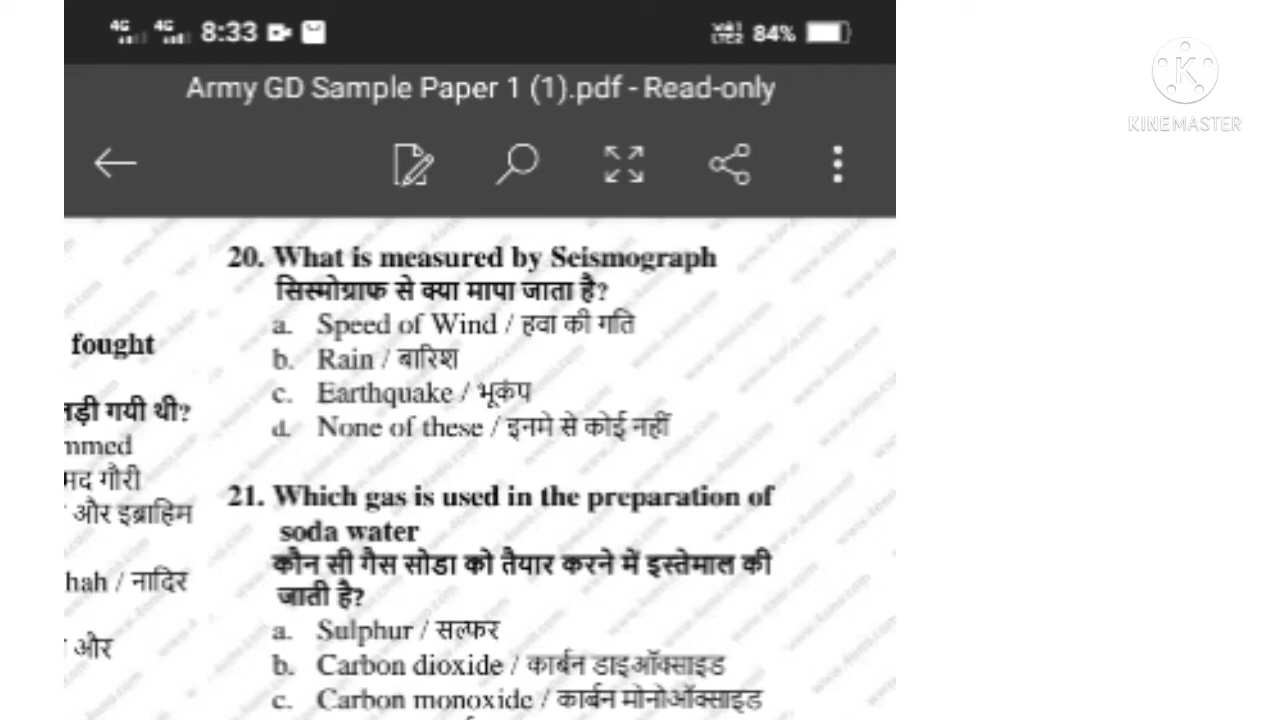 4G 4G 8:33 84%
Army GD Sample Paper 1 (1).pdf - Read-only
KINEMASTER
fought
गयी थी?
गौरी
और इब्राहिम
/ नादिर
और
20. What is measured by Seismograph
सिस्मोग्राफ से क्या मापा जाता है?
a. Speed of Wind / हवा की गति
b. Rain / बारिश
c. Earthquake / भूकंप
d. None of these / इनमे से कोई नहीं
21. Which gas is used in the preparation of
soda water
कौन सी गैस सोडा को तैयार करने में इस्तेमाल की
जाती है?
a. Sulphur / सल्फर
b. Carbon dioxide / कार्बन डाइऑक्साइड
c. Carbon monoxide / कार्बन मोनोऑक्साइड